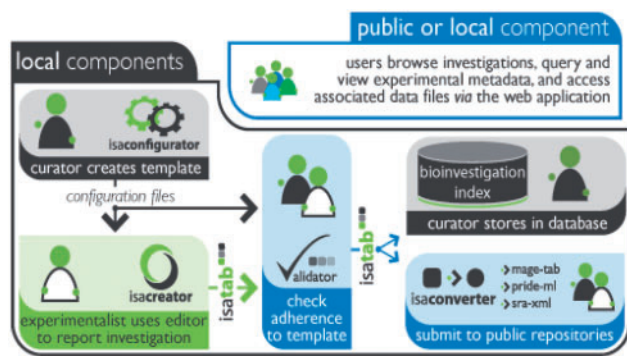 public or local component
users browse investigations, query and
view experimental metadata, and access
associated data files via the web application
local components
isaconfigurator
curator creates template
configuration files
isacreator
experimentalist uses editor
to report investigation
isatab
validator
check
adherence
to template
isatab
bioinvestigation
index
curator stores in database
isaconverter
mage-tab
pride-ml
sra-xml
submit to public repositories